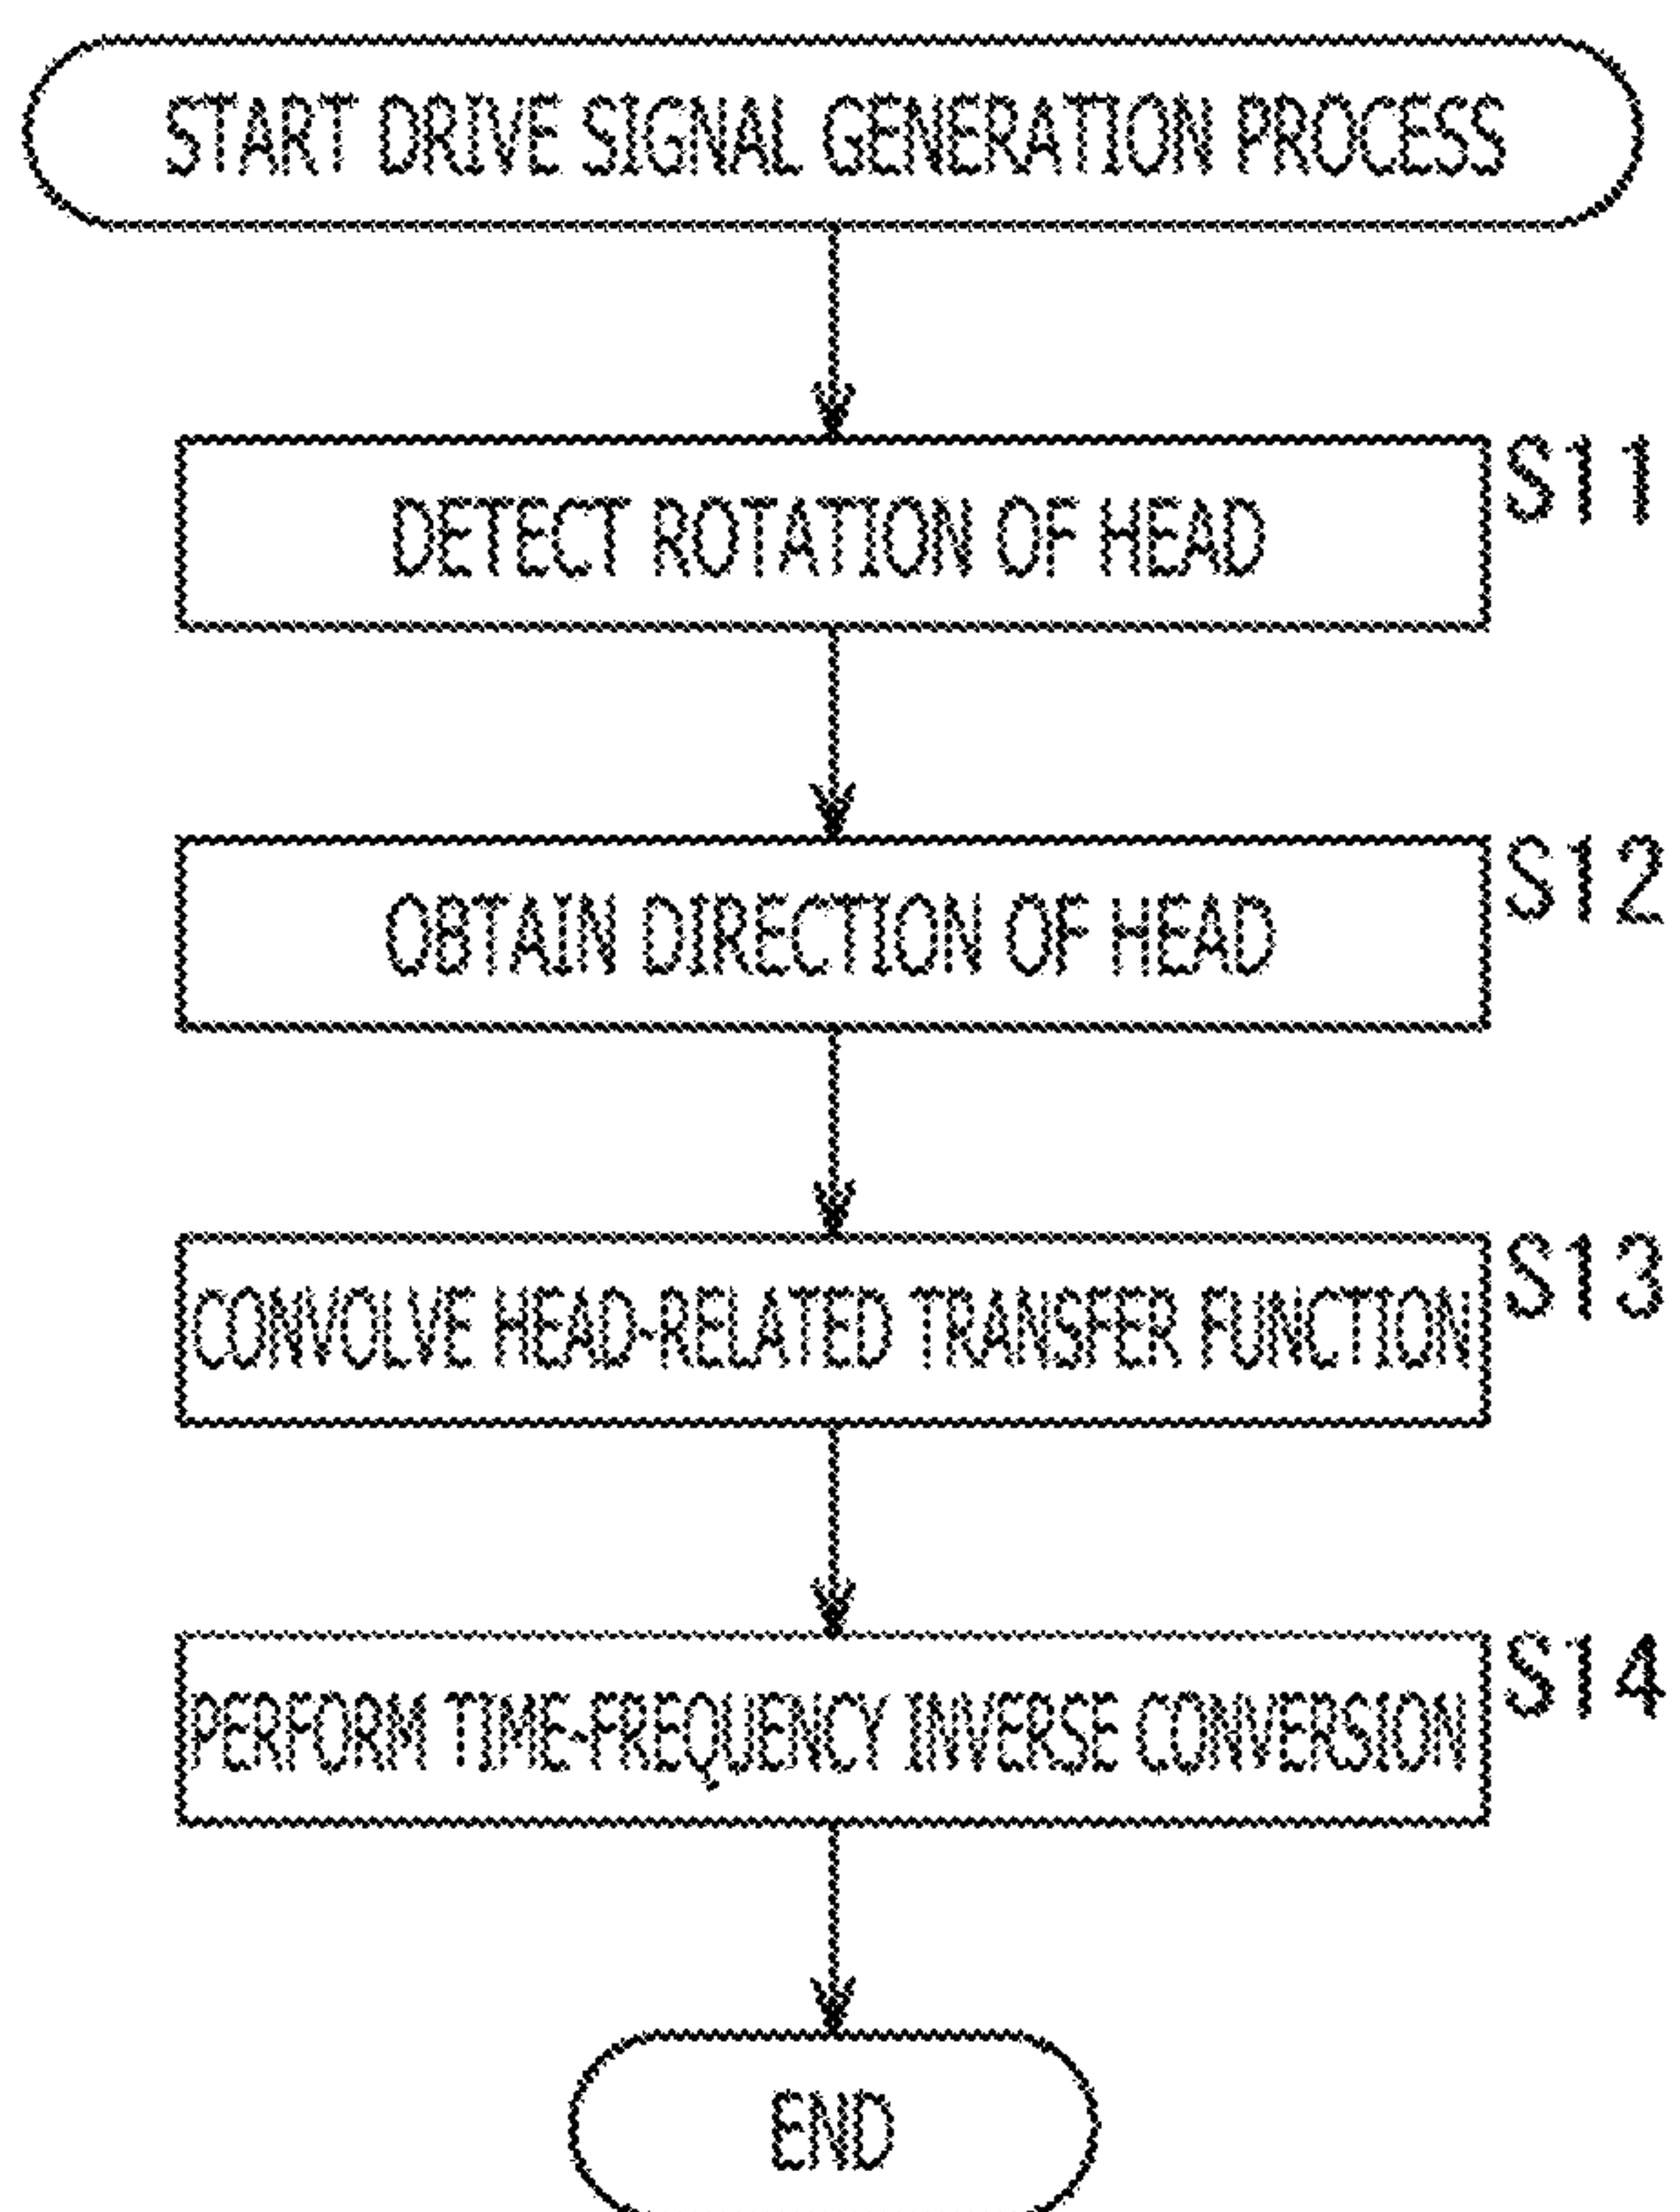 START DRIVE SIGNAL GENERATION PROCESS
DETECT ROTATION OF HEAD
S11
OBTAIN DIRECTION OF HEAD
S12
CONVOLVE HEAD-RELATED TRANSFER FUNCTION
S13
PERFORM TIME-FREQUENCY INVERSE CONVERSION
S14
END